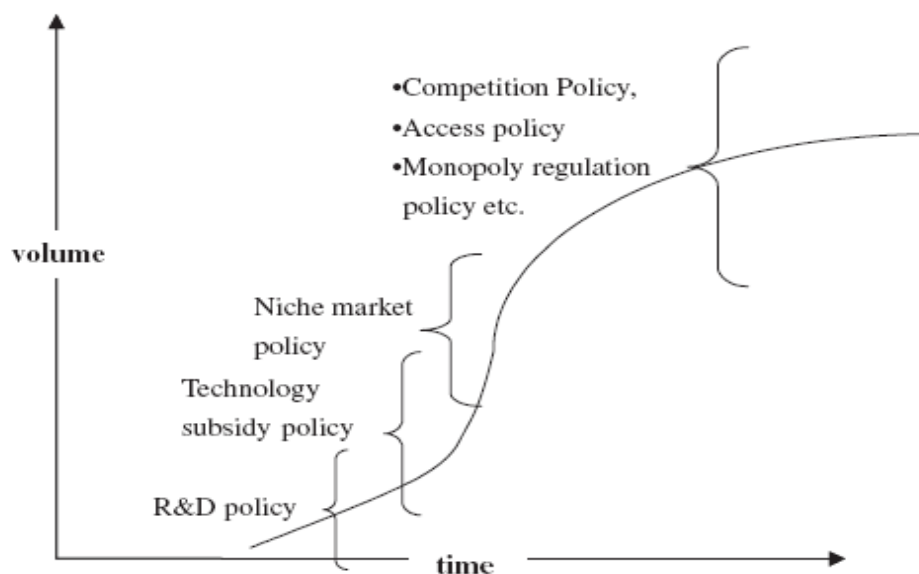 •Competition Policy,
•Access policy
•Monopoly regulation
policy etc.
volume
Niche market
policy
Technology
subsidy policy
R&D policy
time